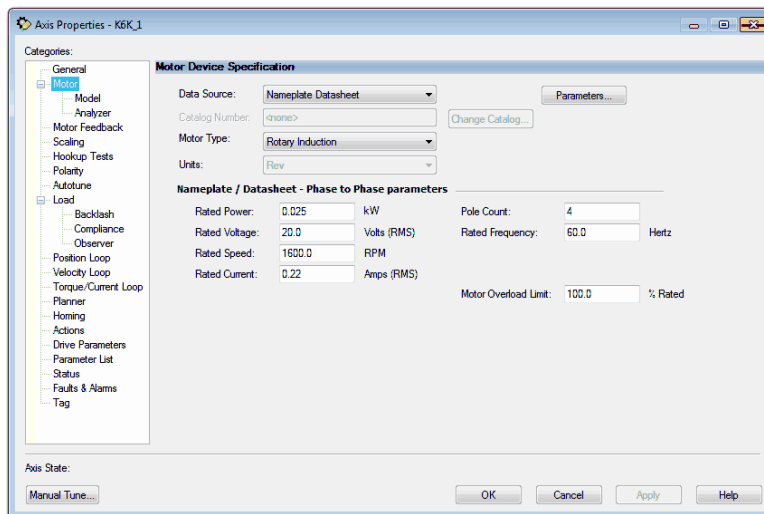 Axis Properties - K6K_1
Categories:
General
Motor
Model
Analyzer
Motor Feedback
Scaling
Hookup Tests
Polarity
Autotune
Load
Backlash
Compliance
Observer
Position Loop
Velocity Loop
Torque/Current Loop
Planner
Homing
Actions
Drive Parameters
Parameter List
Status
Faults & Alarms
Tag
Motor Device Specification
Data Source: Nameplate Datasheet Parameters...
Catalog Number: <none> Change Catalog...
Motor Type: Rotary Induction
Units: Rev
Nameplate / Datasheet - Phase to Phase parameters
Rated Power: 0.025 kW Pole Count: 4
Rated Voltage: 20.0 Volts (RMS) Rated Frequency: 60.0 Hertz
Rated Speed: 1600.0 RPM
Rated Current: 0.22 Amps (RMS)
Motor Overload Limit: 100.0 % Rated
Axis State:
Manual Tune... OK Cancel Apply Help